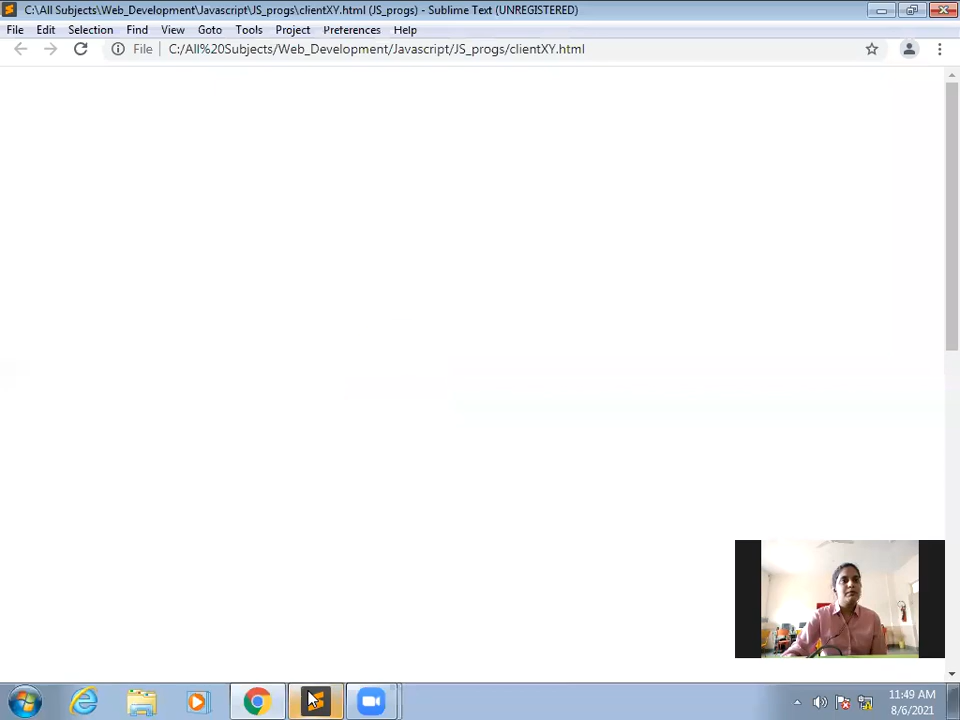 C:\All Subjects\Web_Development\Javascript\JS_progs\clientXY.html (JS_progs) - Sublime Text (UNREGISTERED)
File Edit Selection Find View Goto Tools Project Preferences Help
File C:/All%20Subjects/Web_Development/Javascript/JS_progs/clientXY.html
11:49 AM
8/6/2021